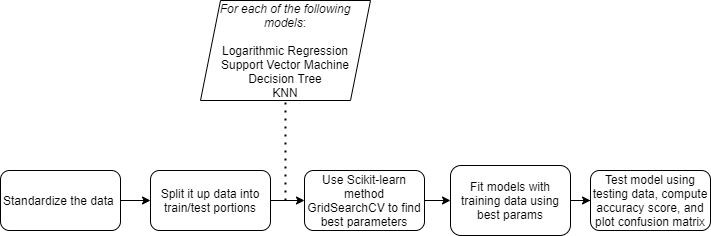 For each of the following
models:
Logarithmic Regression
Support Vector Machine
Decision Tree
KNN
Standardize the data
Split it up data into
train/test portions
Use Scikit-learn
method
GridSearchCV to find
best parameters
Fit models with
training data using
best params
Test model using
testing data, compute
accuracy score, and
plot confusion matrix